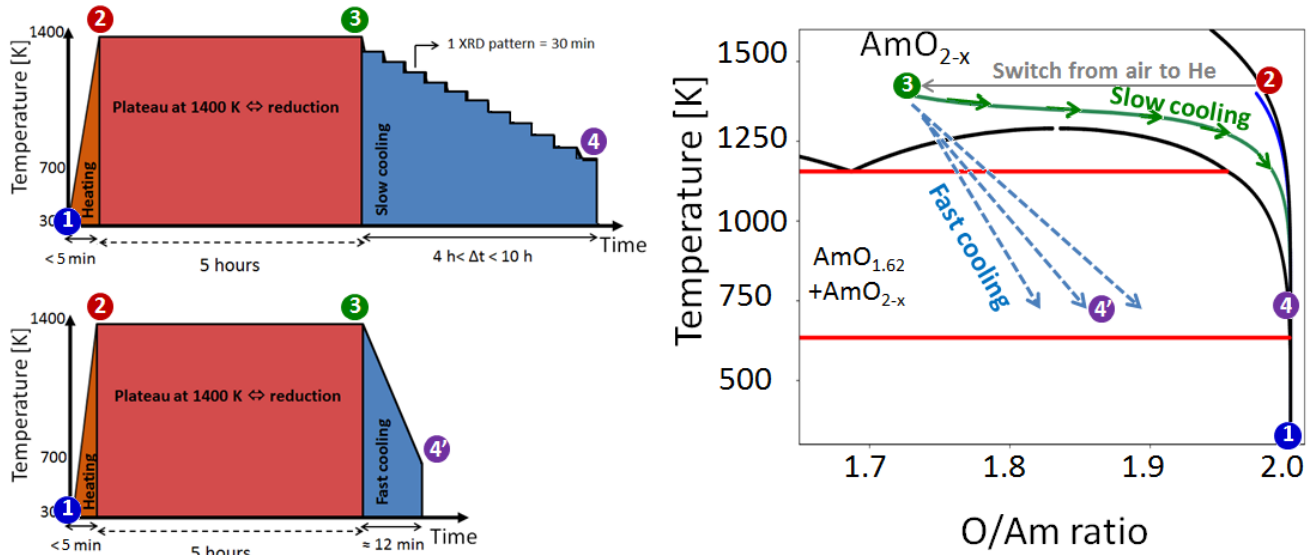 2
3
1400
1 XRD pattern = 30 min
Plateau at 1400 K ⇔ reduction
Temperature [K]
700
Heating
Slow cooling
4
30
1
Time
< 5 min
5 hours
4 h< Δt < 10 h
2
3
1400
Temperature [K]
Plateau at 1400 K ⇔ reduction
700
Heating
Fast cooling
4'
30
1
Time
<5 min
5 hours
≈ 12 min
1500
AmO2-x
Switch from air to He
2
3
Slow cooling
1250
Temperature [K]
1000
Fast cooling
AmO1.62
+AmO2-x
750
4'
4
500
1
1.7
1.8
1.9
2.0
O/Am ratio